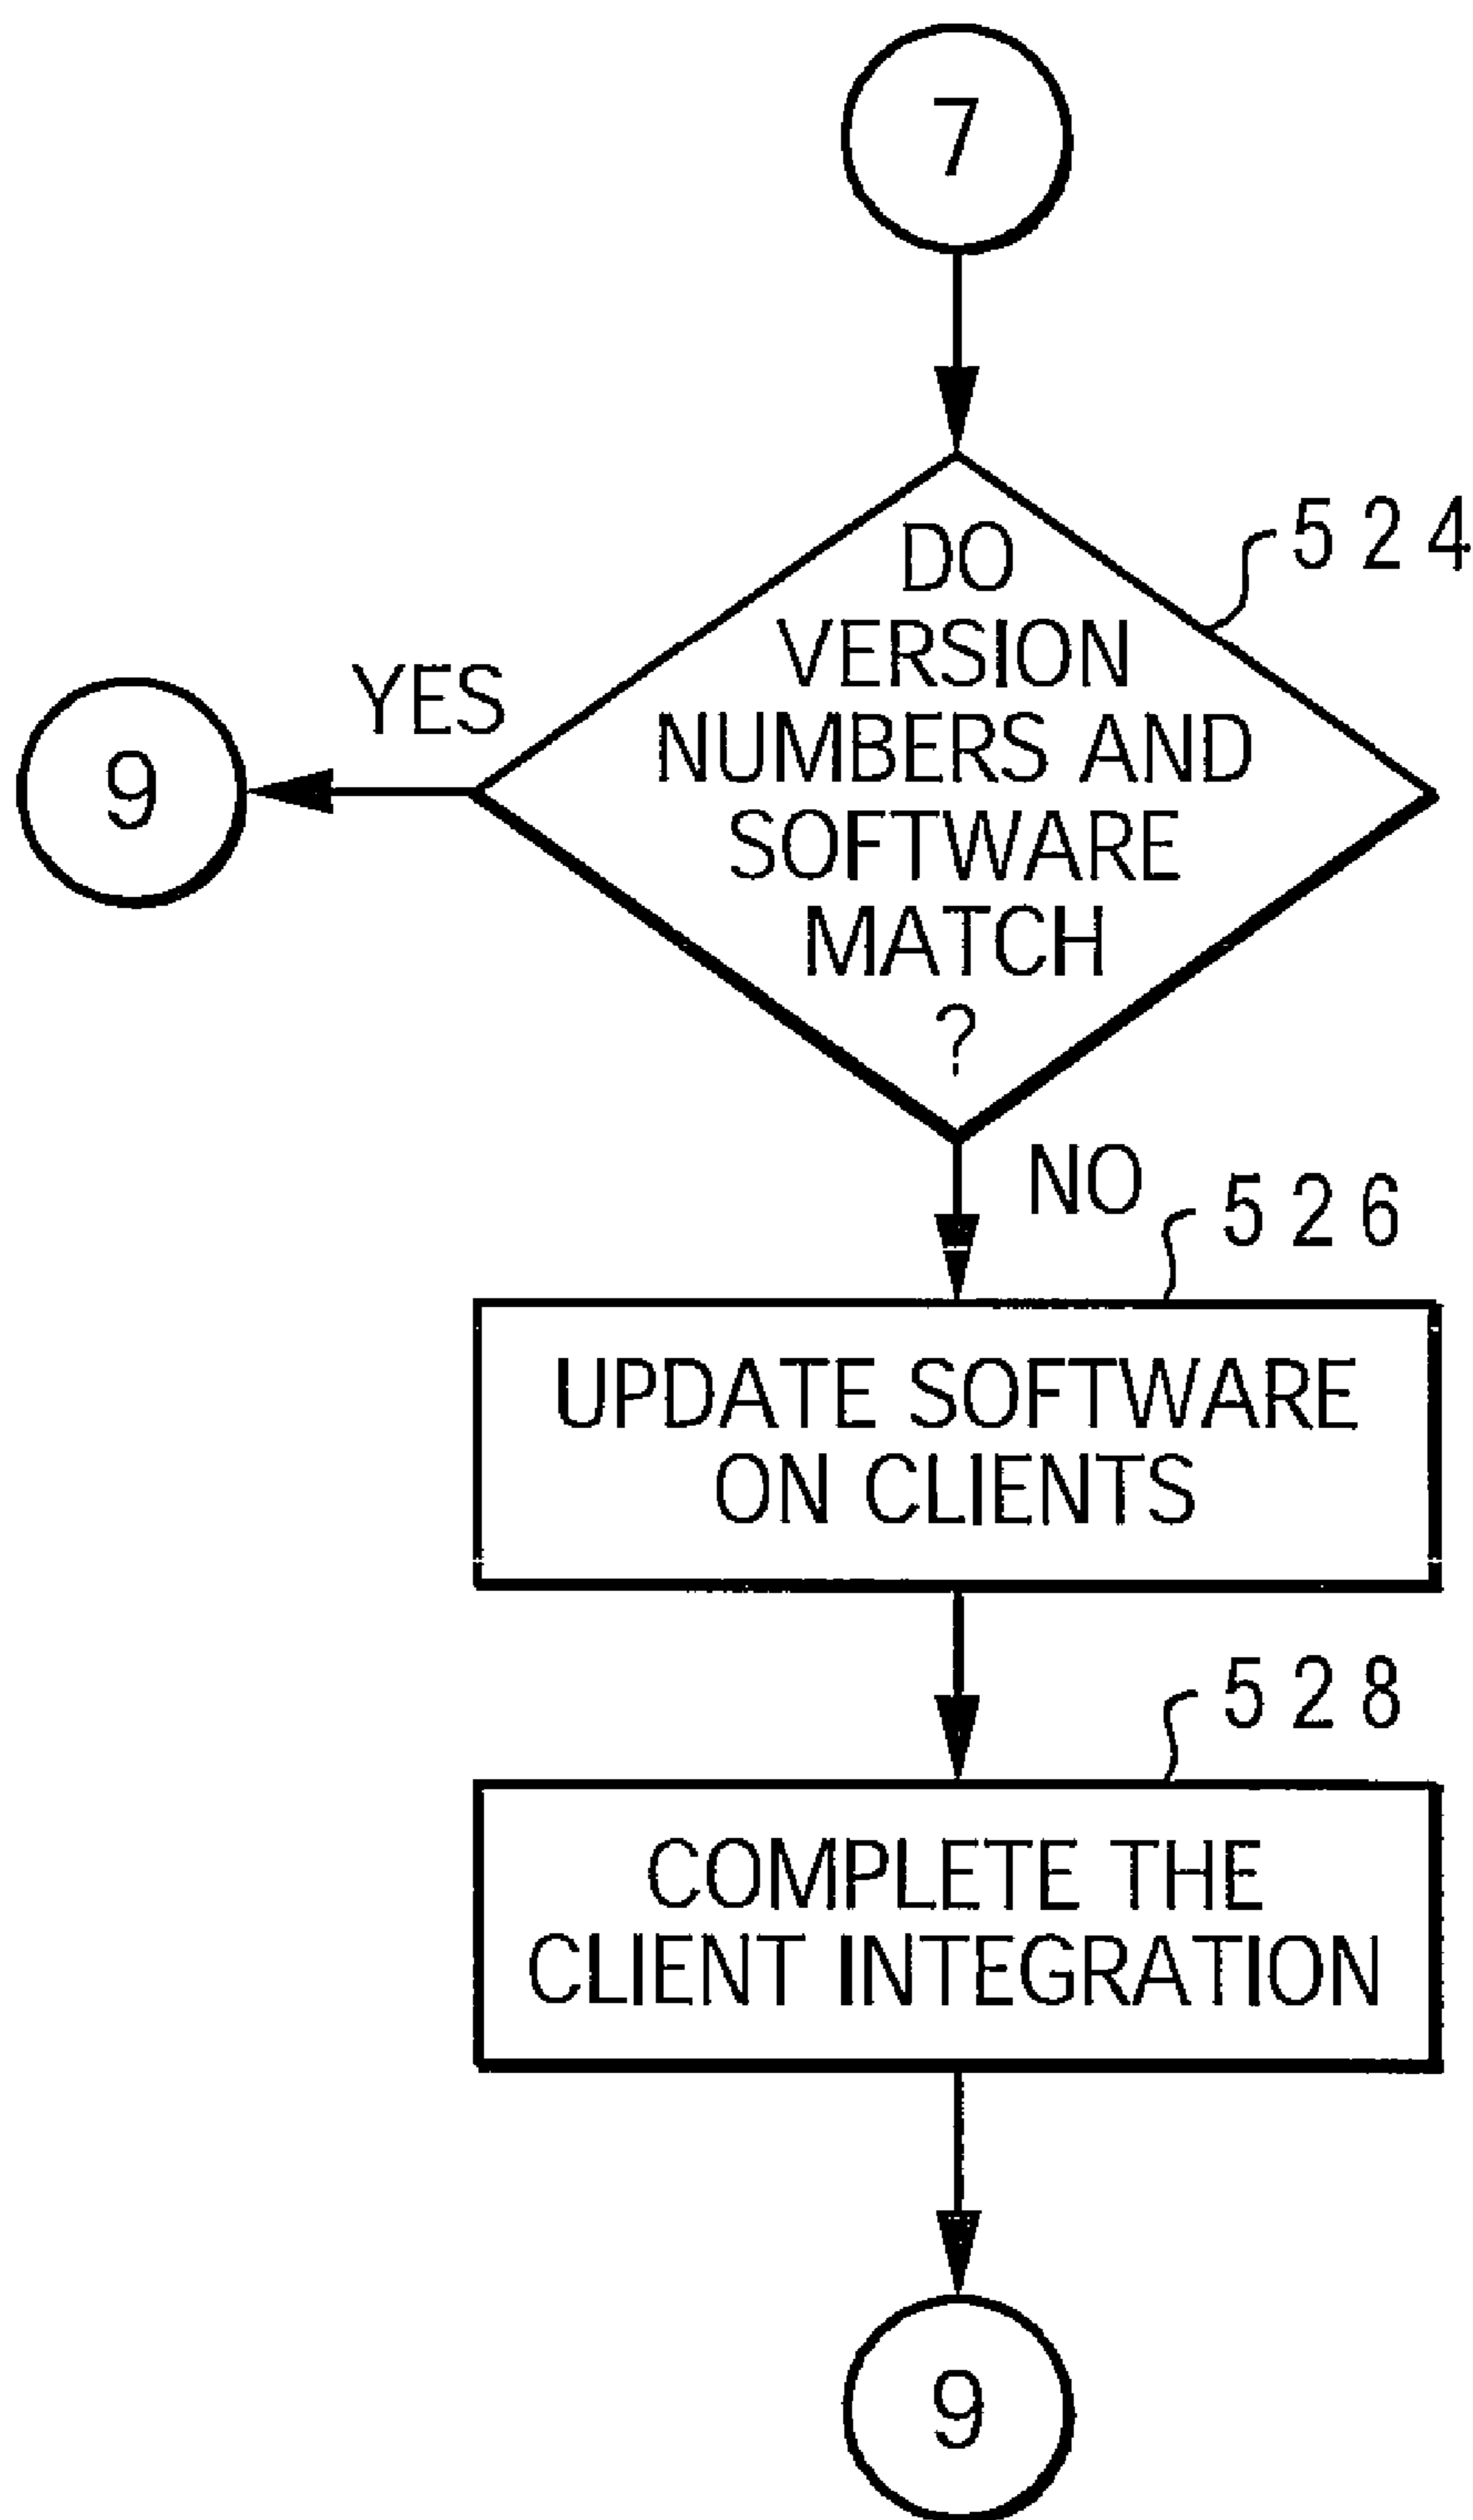 7
DO
VERSION
NUMBERS AND
SOFTWARE
MATCH
?
524
YES
9
NO
526
UPDATE SOFTWARE
ON CLIENTS
528
COMPLETE THE
CLIENT INTEGRATION
9